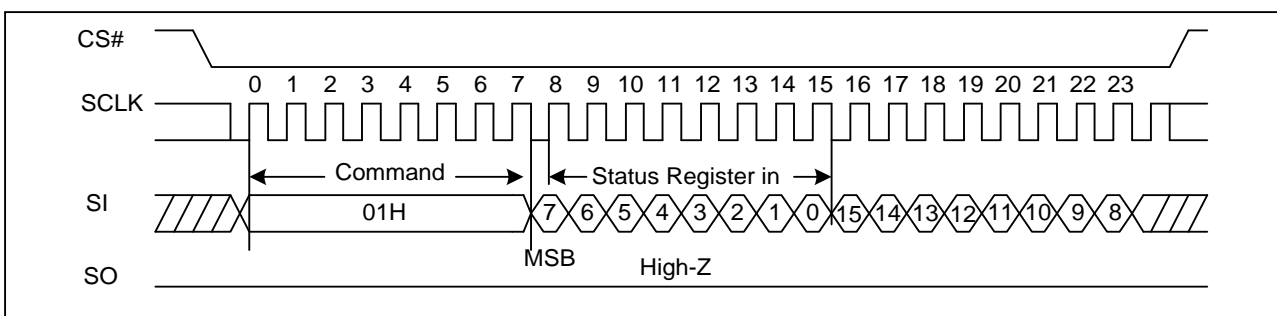 CS#
0 1 2 3 4 5 6 7 8 9 10 11 12 13 14 15 16 17 18 19 20 21 22 23
SCLK
Command Status Register in
SI 01H 7 6 5 4 3 2 1 0 15 14 13 12 11 10 9 8
MSB
SO High-Z